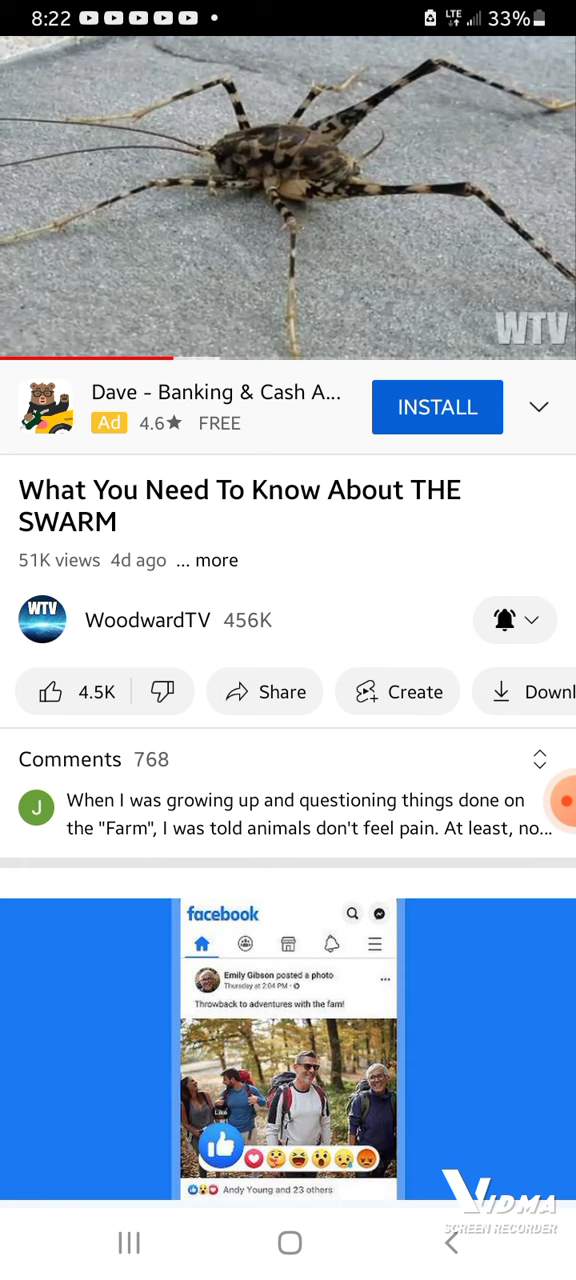 8:22 LTE 33%
WTV
Dave - Banking & Cash A...
Ad 4.6★ FREE
INSTALL
What You Need To Know About THE
SWARM
51K views 4d ago ... more
WTV
WoodwardTV 456K
4.5K Share Create Downl
Comments 768
J
When I was growing up and questioning things done on
the "Farm", I was told animals don't feel pain. At least, no...
facebook
Emily Gibson posted a photo
Thursday at 2:04 PM
Throwback to adventures with the fam!
Like
Andy Young and 23 others
VIDMA
SCREEN RECORDER